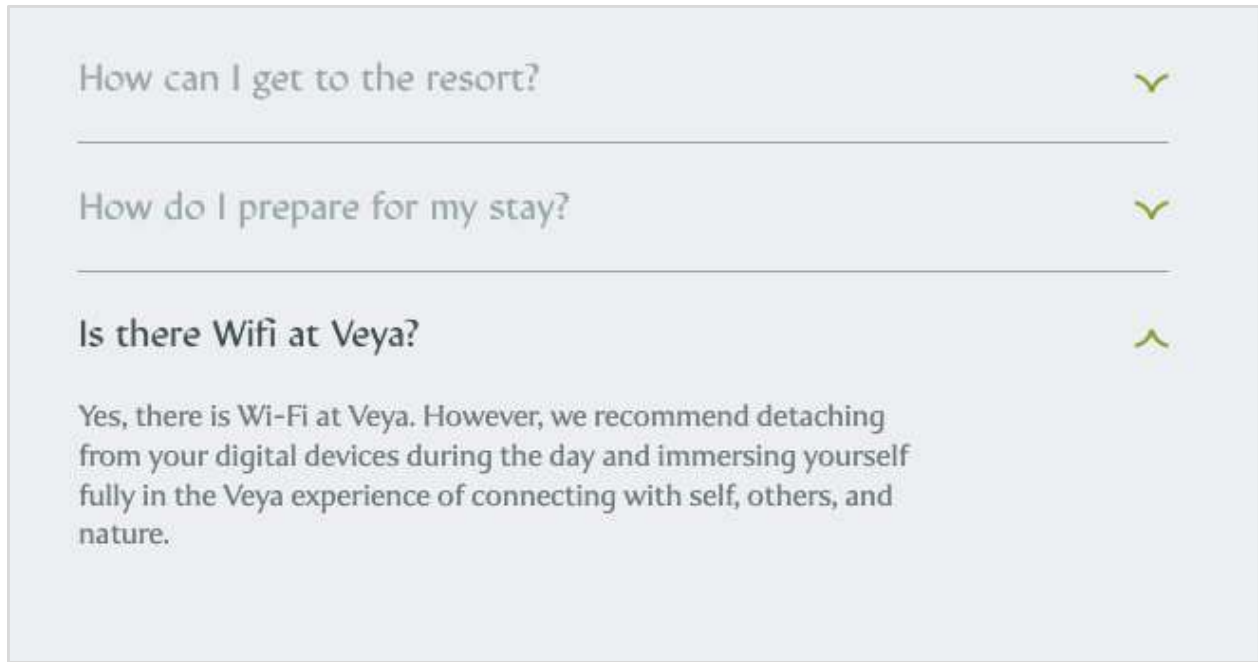 How can I get to the resort?
How do I prepare for my stay?
Is there Wifi at Veya?
Yes, there is Wi-Fi at Veya. However, we recommend detaching
from your digital devices during the day and immersing yourself
fully in the Veya experience of connecting with self, others, and
nature.